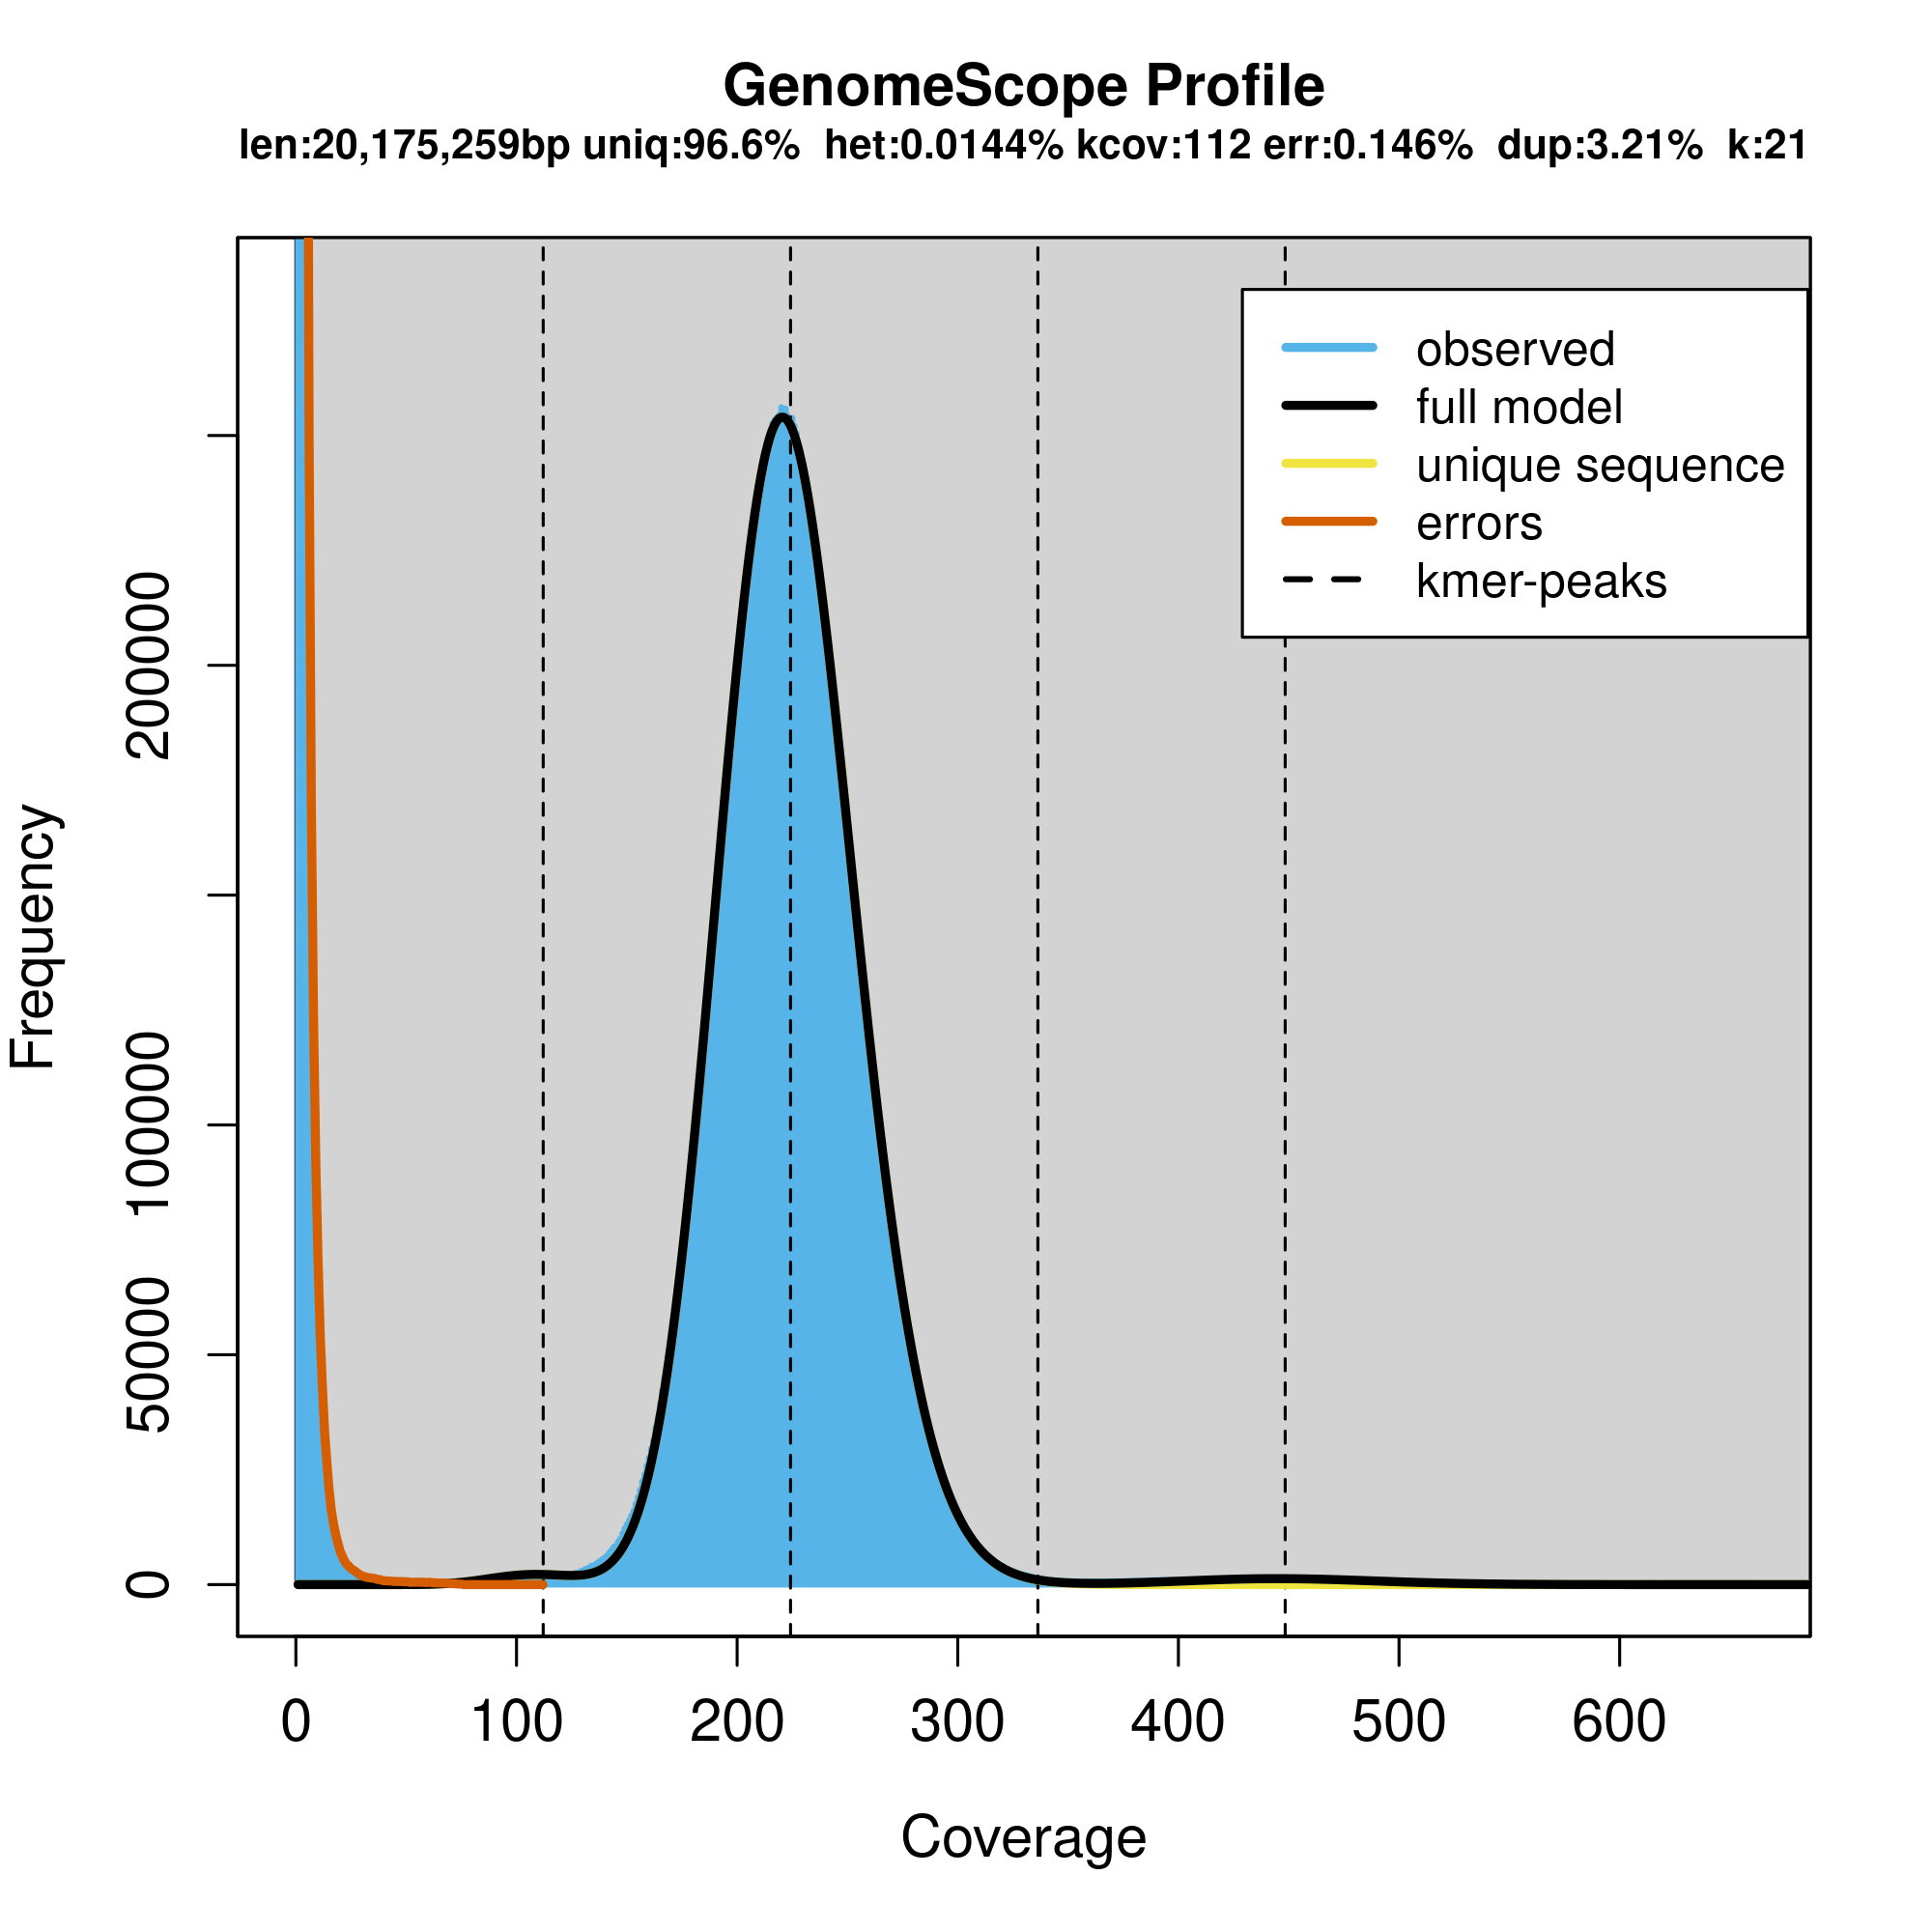 GenomeScope Profile
len:20,175,259bp uniq:96.6%  het:0.0144% kcov:112 err:0.146%  dup:3.21%  k:21
observed
full model
unique sequence
errors
kmer-peaks
Frequency
200000
100000
50000
0
0 100 200 300 400 500 600
Coverage